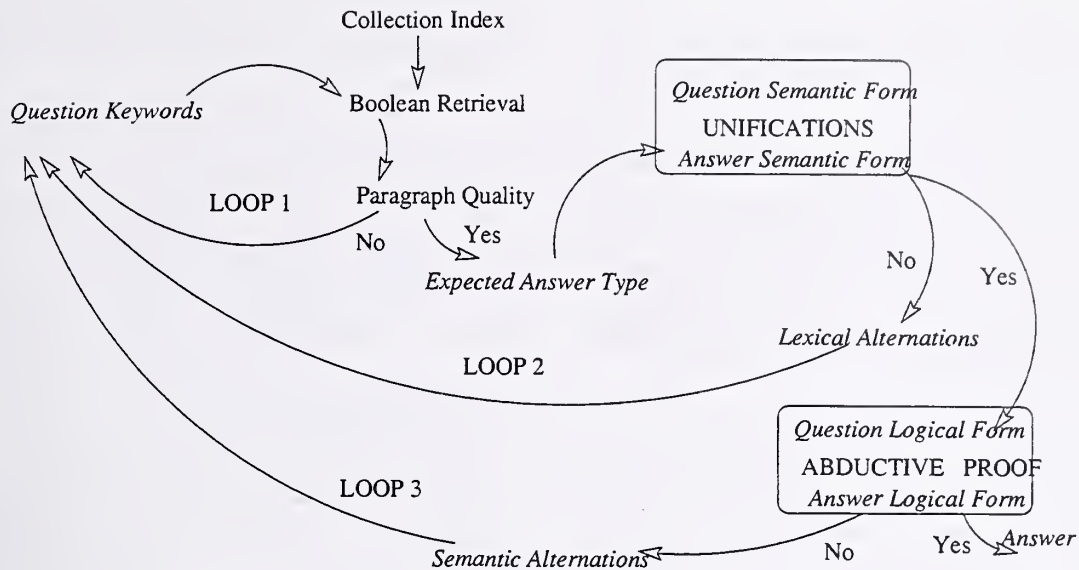 Collection Index
Question Keywords
Boolean Retrieval
Question Semantic Form
UNIFICATIONS
Answer Semantic Form
LOOP 1
Paragraph Quality
No
Yes
Expected Answer Type
No
Yes
Lexical Alternations
LOOP 2
Question Logical Form
ABDUCTIVE PROOF
Answer Logical Form
LOOP 3
Semantic Alternations
No
Yes
Answer